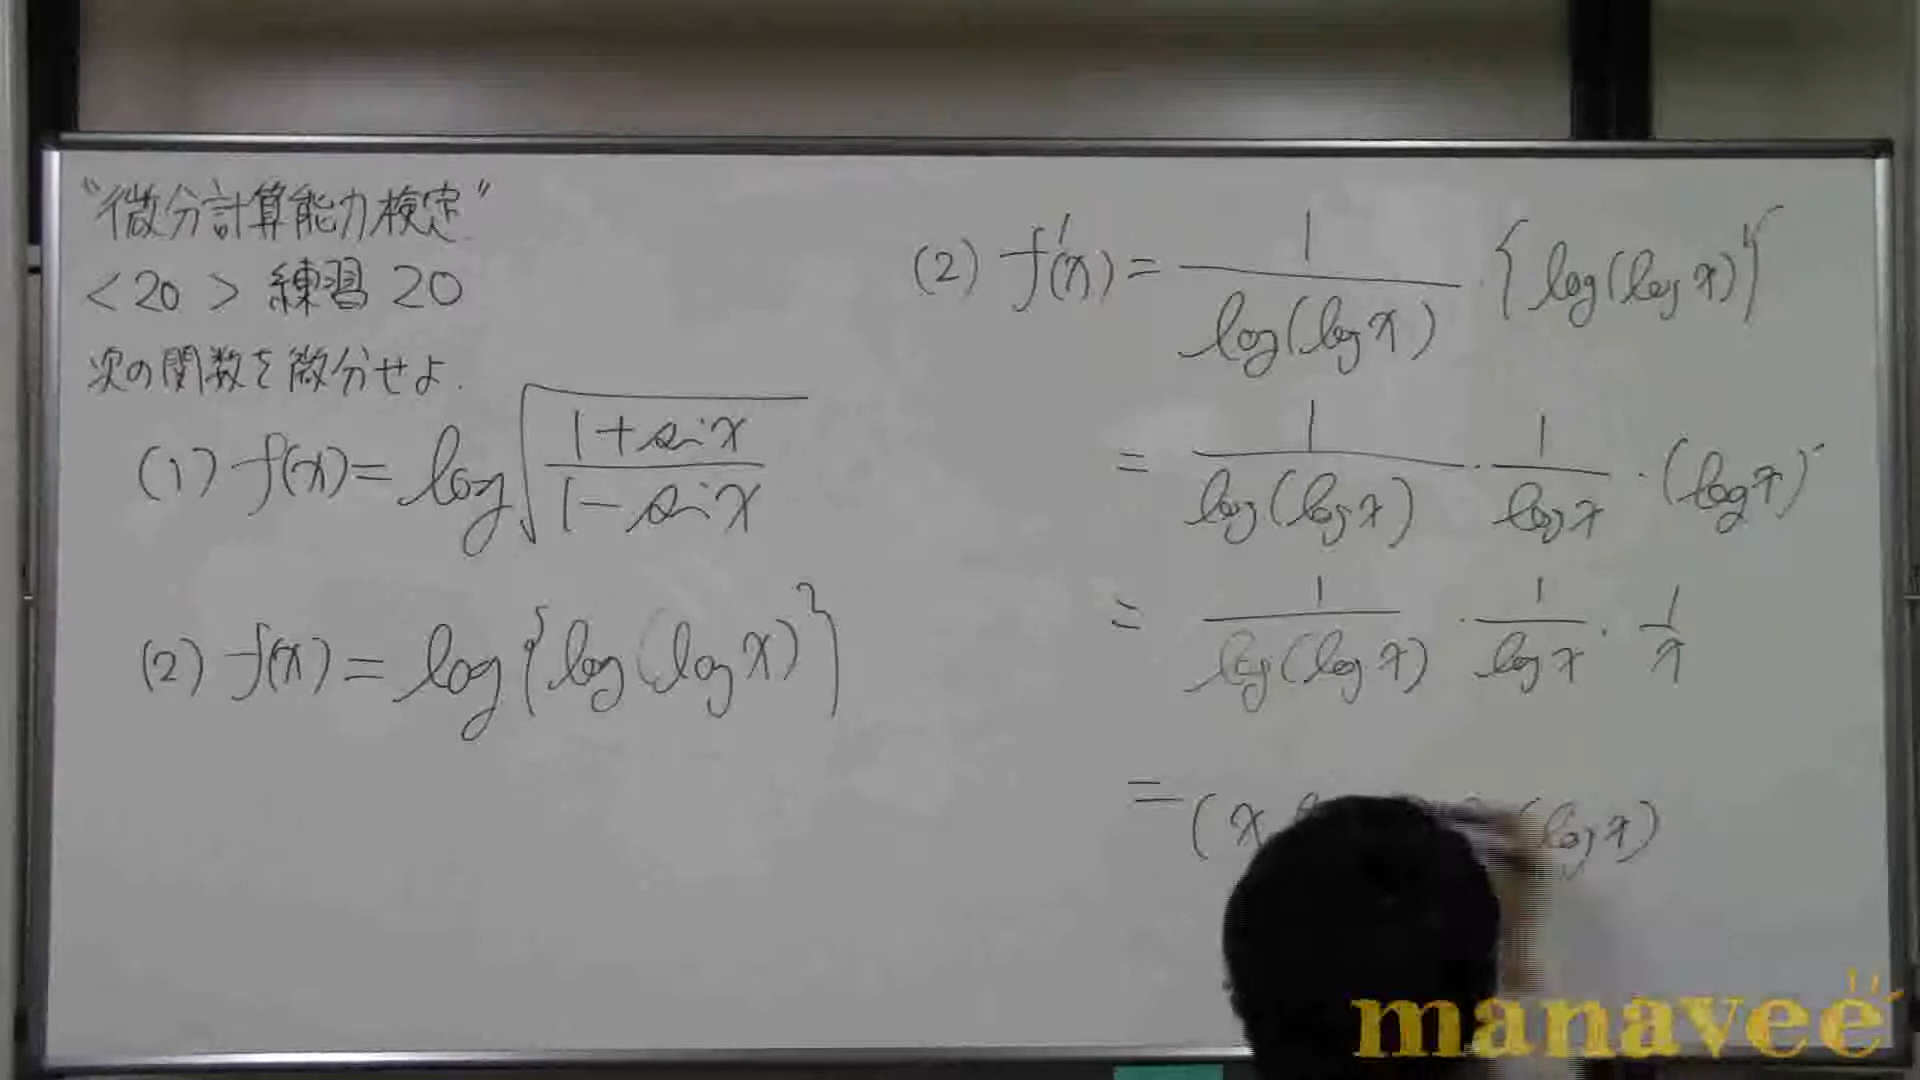 "微分計算能力検定"
<20> 練習 20
次の関数を微分せよ.
(1) f(x) = log√((1+sin x)/(1-sin x))
(2) f(x) = log{log(log x)}
(2) f'(x) = 1/(log(log x)) · {log(log x)}'
= 1/(log(log x)) · 1/(log x) · (log x)'
= 1/(log(log x)) · 1/(log x) · 1/x
= (x (log x)
manavee